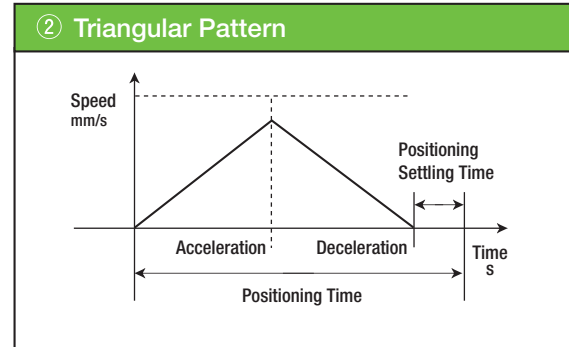 ② Triangular Pattern
Speed
mm/s
Positioning
Settling Time
Acceleration
Deceleration
Time
s
Positioning Time